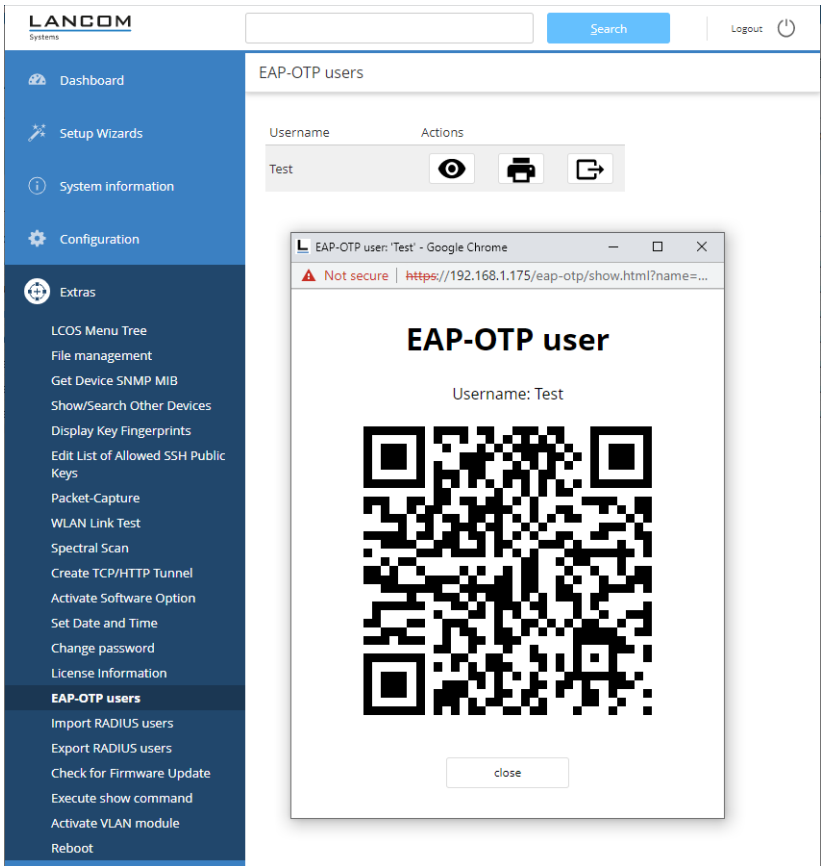 LANCOM
Systems
Search
Logout
Dashboard
Setup Wizards
System information
Configuration
Extras
LCOS Menu Tree
File management
Get Device SNMP MIB
Show/Search Other Devices
Display Key Fingerprints
Edit List of Allowed SSH Public
Keys
Packet-Capture
WLAN Link Test
Spectral Scan
Create TCP/HTTP Tunnel
Activate Software Option
Set Date and Time
Change password
License Information
EAP-OTP users
Import RADIUS users
Export RADIUS users
Check for Firmware Update
Execute show command
Activate VLAN module
Reboot
EAP-OTP users
Username Actions
Test
EAP-OTP user: 'Test' - Google Chrome
Not secure | https://192.168.1.175/eap-otp/show.html?name=...
EAP-OTP user
Username: Test
close